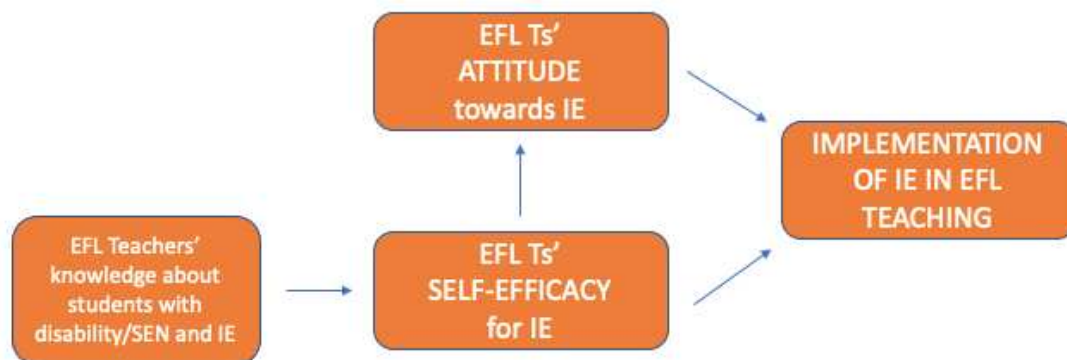 EFL Ts'
ATTITUDE
towards IE
IMPLEMENTATION
OF IE IN EFL
TEACHING
EFL Teachers'
knowledge about
students with
disability/SEN and IE
EFL Ts'
SELF-EFFICACY
for IE